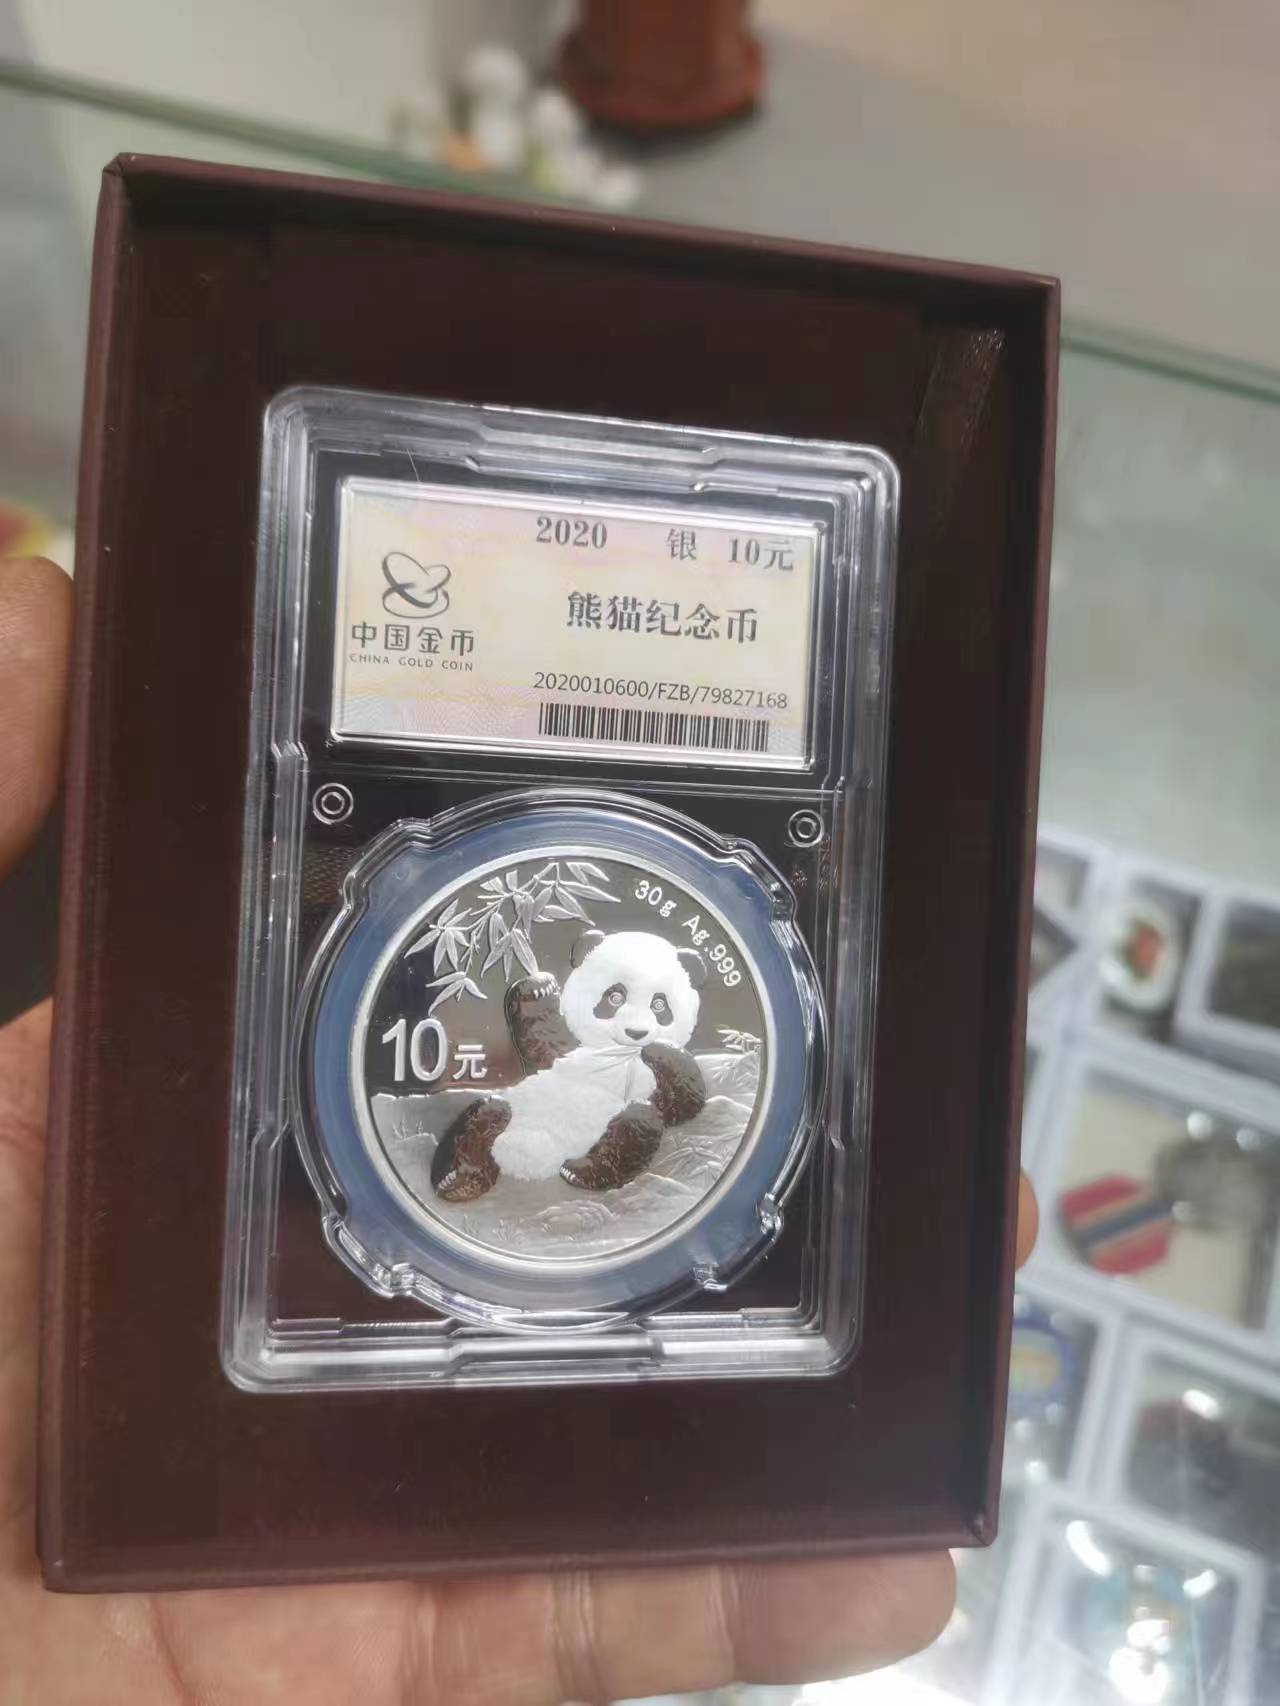 2020 银 10元
中国金币
CHINA GOLD COIN
熊猫纪念币
2020010600/FZB/79827168
30g Ag.999
10元